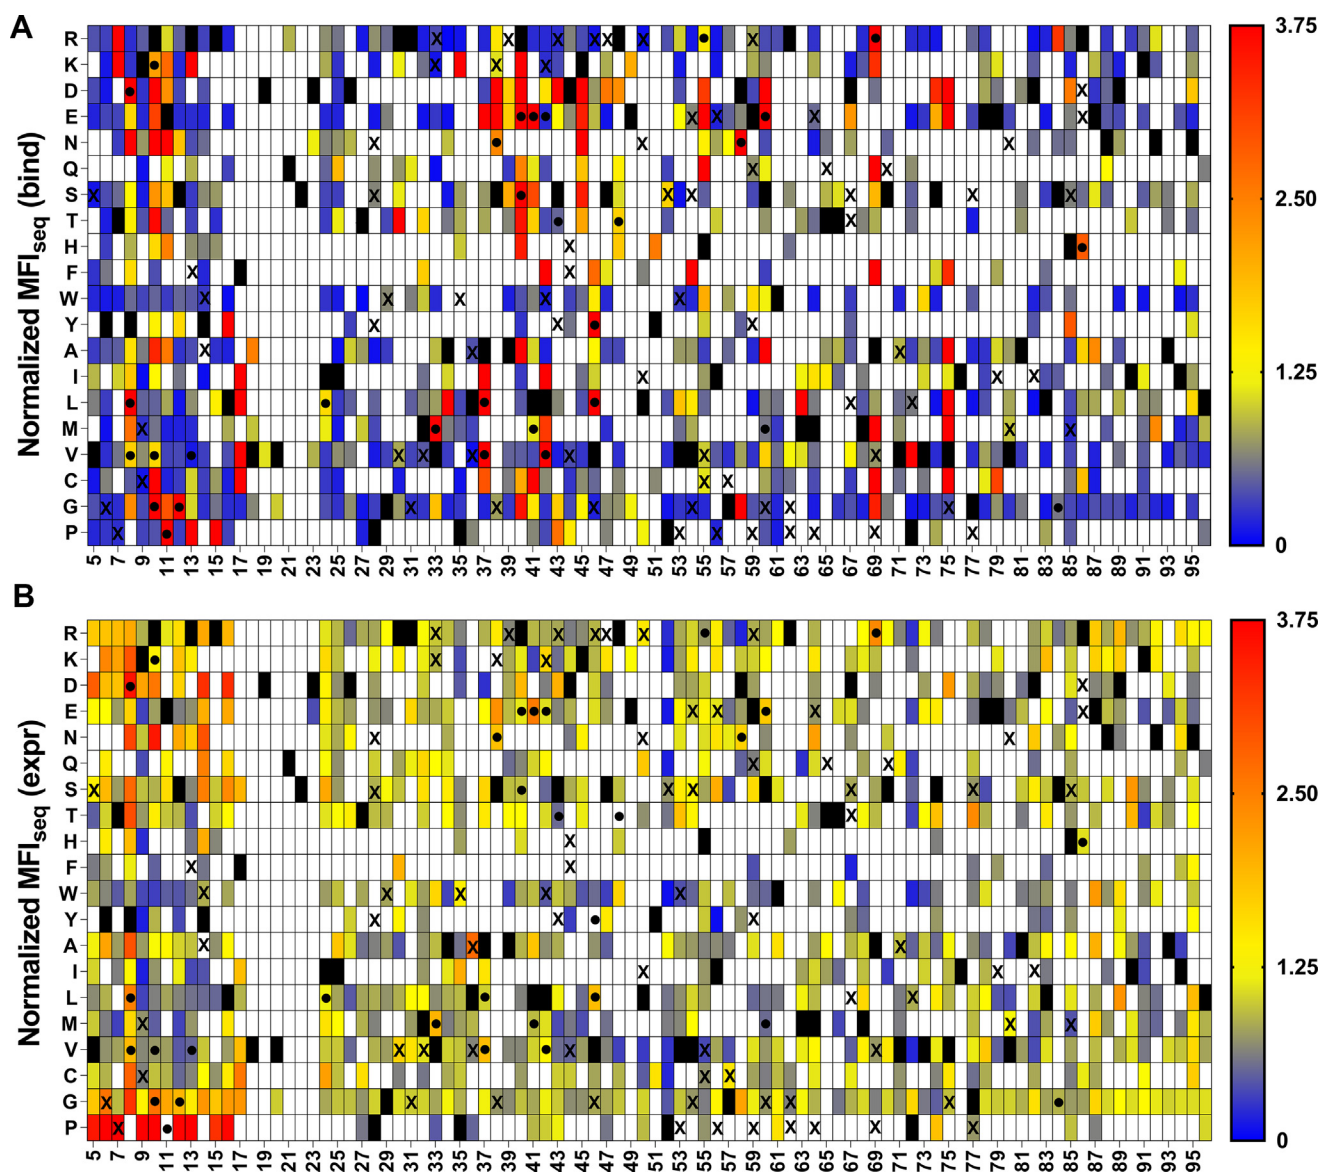 A
Normalized MFIseq (bind)
R
K
D
E
N
Q
S
T
H
F
W
Y
A
I
L
M
V
C
G
P
5 7 9 11 13 15 17 19 21 23 25 27 29 31 33 35 37 39 41 43 45 47 49 51 53 55 57 59 61 63 65 67 69 71 73 75 77 79 81 83 85 87 89 91 93 95
3.75
2.50
1.25
0
B
Normalized MFIseq (expr)
R
K
D
E
N
Q
S
T
H
F
W
Y
A
I
L
M
V
C
G
P
5 7 9 11 13 15 17 19 21 23 25 27 29 31 33 35 37 39 41 43 45 47 49 51 53 55 57 59 61 63 65 67 69 71 73 75 77 79 81 83 85 87 89 91 93 95
3.75
2.50
1.25
0